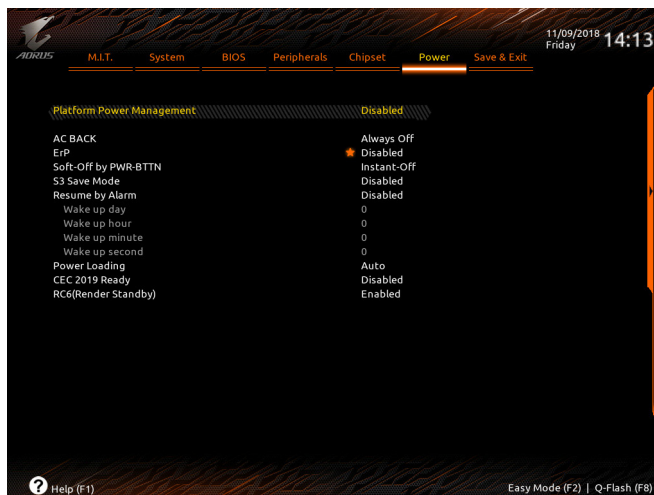 11/09/2018
Friday
14:13
AORUS
M.I.T. System BIOS Peripherals Chipset Power Save & Exit
Platform Power Management Disabled
AC BACK Always Off
ErP Disabled
Soft-Off by PWR-BTTN Instant-Off
S3 Save Mode Disabled
Resume by Alarm Disabled
Wake up day 0
Wake up hour 0
Wake up minute 0
Wake up second 0
Power Loading Auto
CEC 2019 Ready Disabled
RC6(Render Standby) Enabled
? Help (F1) Easy Mode (F2) | Q-Flash (F8)